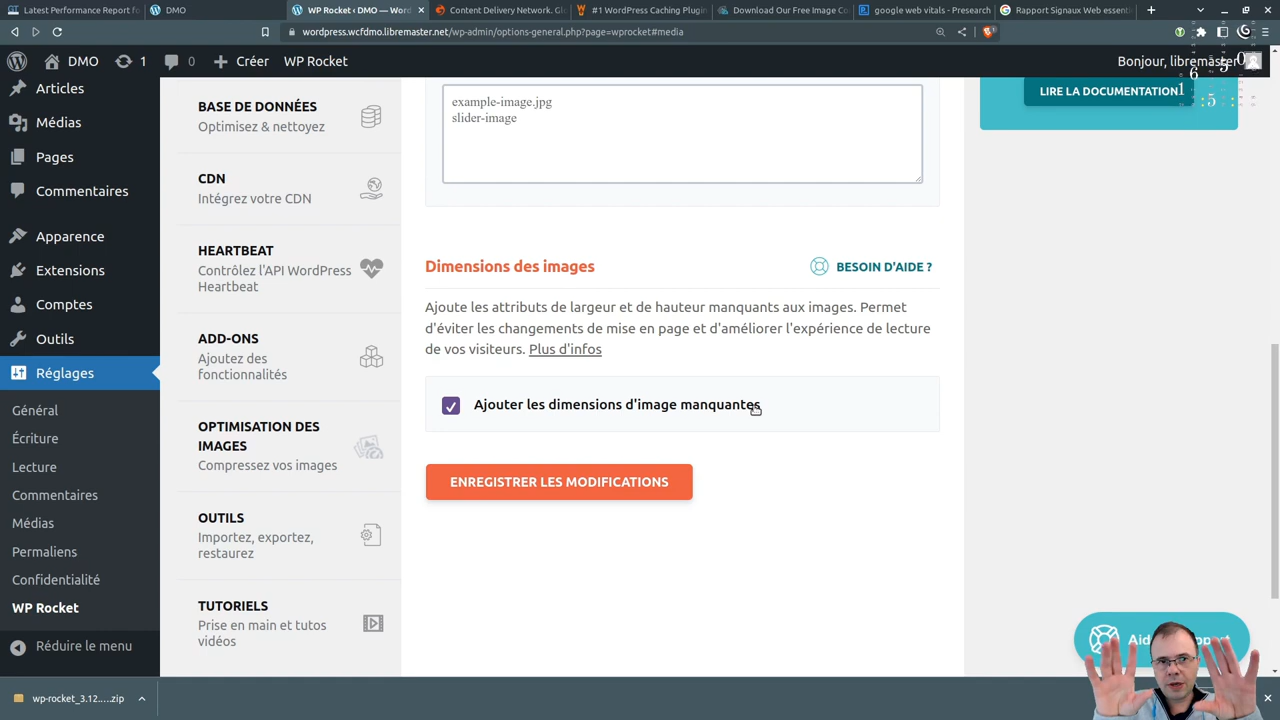 Latest Performance Report fo
DMO
WP Rocket ‹ DMO — Wor
Content Delivery Network. Gl
#1 WordPress Caching Plugin
Download Our Free Image Co
google web vitals - Presearch
Rapport Signaux Web essenti
wordpress.wcfdmo.libremaster.net/wp-admin/options-general.php?page=wprocket#media
DMO
1
0
Créer
WP Rocket
Bonjour, libremaster
Articles
Médias
Pages
Commentaires
Apparence
Extensions
Comptes
Outils
Réglages
Général
Écriture
Lecture
Commentaires
Médias
Permaliens
Confidentialité
WP Rocket
Réduire le menu
BASE DE DONNÉES
Optimisez & nettoyez
CDN
Intégrez votre CDN
HEARTBEAT
Contrôlez l'API WordPress
Heartbeat
ADD-ONS
Ajoutez des
fonctionnalités
OPTIMISATION DES
IMAGES
Compressez vos images
OUTILS
Importez, exportez,
restaurez
TUTORIELS
Prise en main et tutos
vidéos
example-image.jpg
slider-image
Dimensions des images
BESOIN D'AIDE ?
Ajoute les attributs de largeur et de hauteur manquants aux images. Permet
d'éviter les changements de mise en page et d'améliorer l'expérience de lecture
de vos visiteurs. Plus d'infos
Ajouter les dimensions d'image manquantes
ENREGISTRER LES MODIFICATIONS
LIRE LA DOCUMENTATION
wp-rocket_3.12....zip